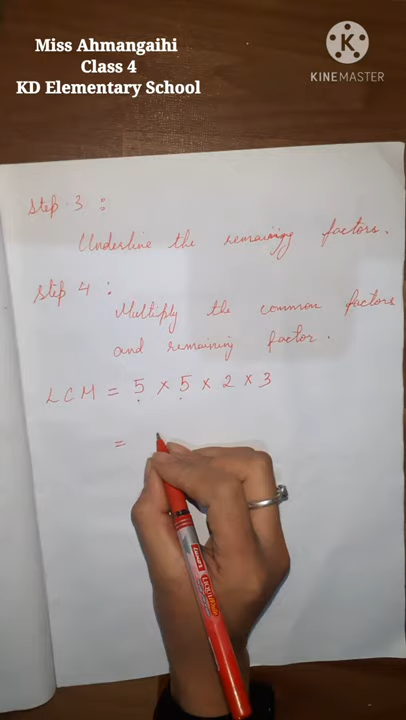 Miss Ahmangaihi
Class 4
KD Elementary School
KINEMASTER
Step 3 :
Underline the remaining factors.
Step 4 :
Multiply the common factors
and remaining factor.
LCM = 5 × 5 × 2 × 3
=